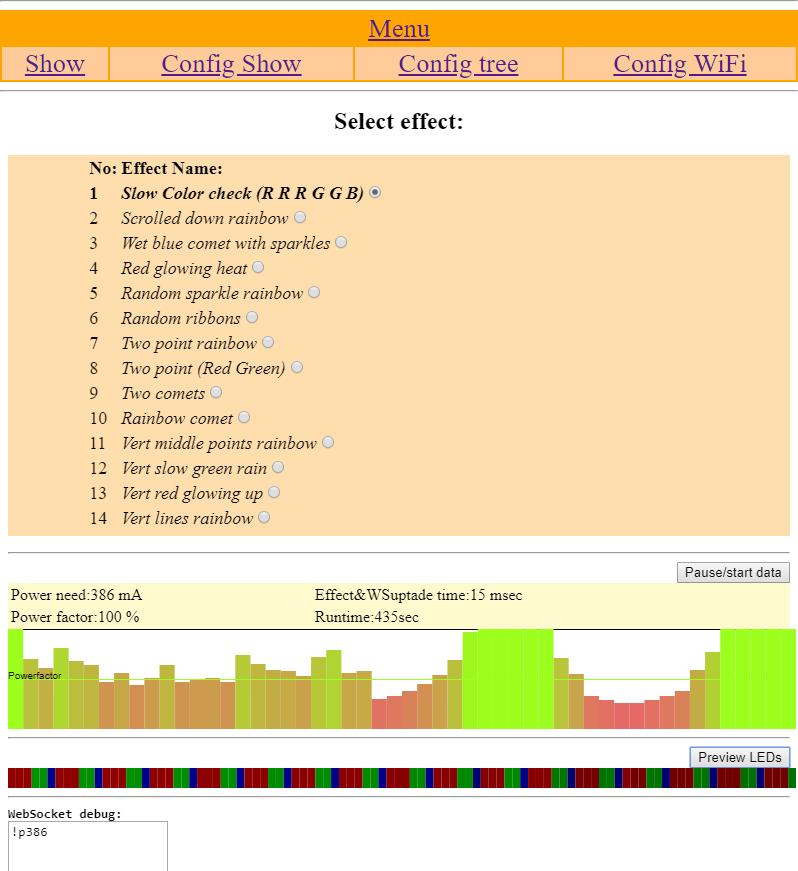 Menu
Show Config Show Config tree Config WiFi
Select effect:
No: Effect Name:
1 Slow Color check (R R R G G B)
2 Scrolled down rainbow
3 Wet blue comet with sparkles
4 Red glowing heat
5 Random sparkle rainbow
6 Random ribbons
7 Two point rainbow
8 Two point (Red Green)
9 Two comets
10 Rainbow comet
11 Vert middle points rainbow
12 Vert slow green rain
13 Vert red glowing up
14 Vert lines rainbow
Pause/start data
Power need:386 mA Effect&WSuptade time:15 msec
Power factor:100 % Runtime:435sec
Powerfactor
Preview LEDs
WebSocket debug:
!p386